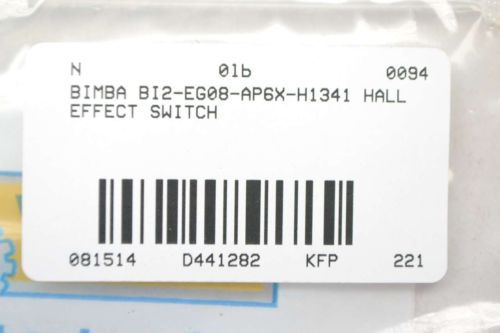 N 01b 0094
BIMBA BI2-EG08-AP6X-H1341 HALL
EFFECT SWITCH
081514 D441282 KFP 221